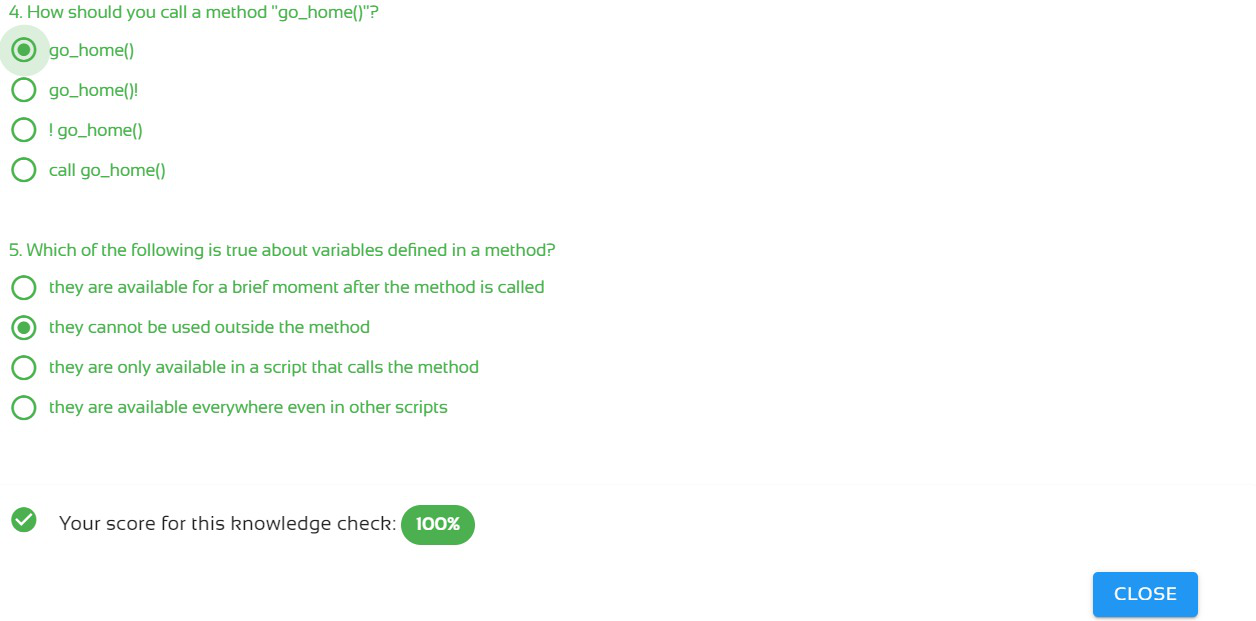 4. How should you call a method "go_home()"?
go_home()
go_home()!
! go_home()
call go_home()
5. Which of the following is true about variables defined in a method?
they are available for a brief moment after the method is called
they cannot be used outside the method
they are only available in a script that calls the method
they are available everywhere even in other scripts
Your score for this knowledge check: 100%
CLOSE